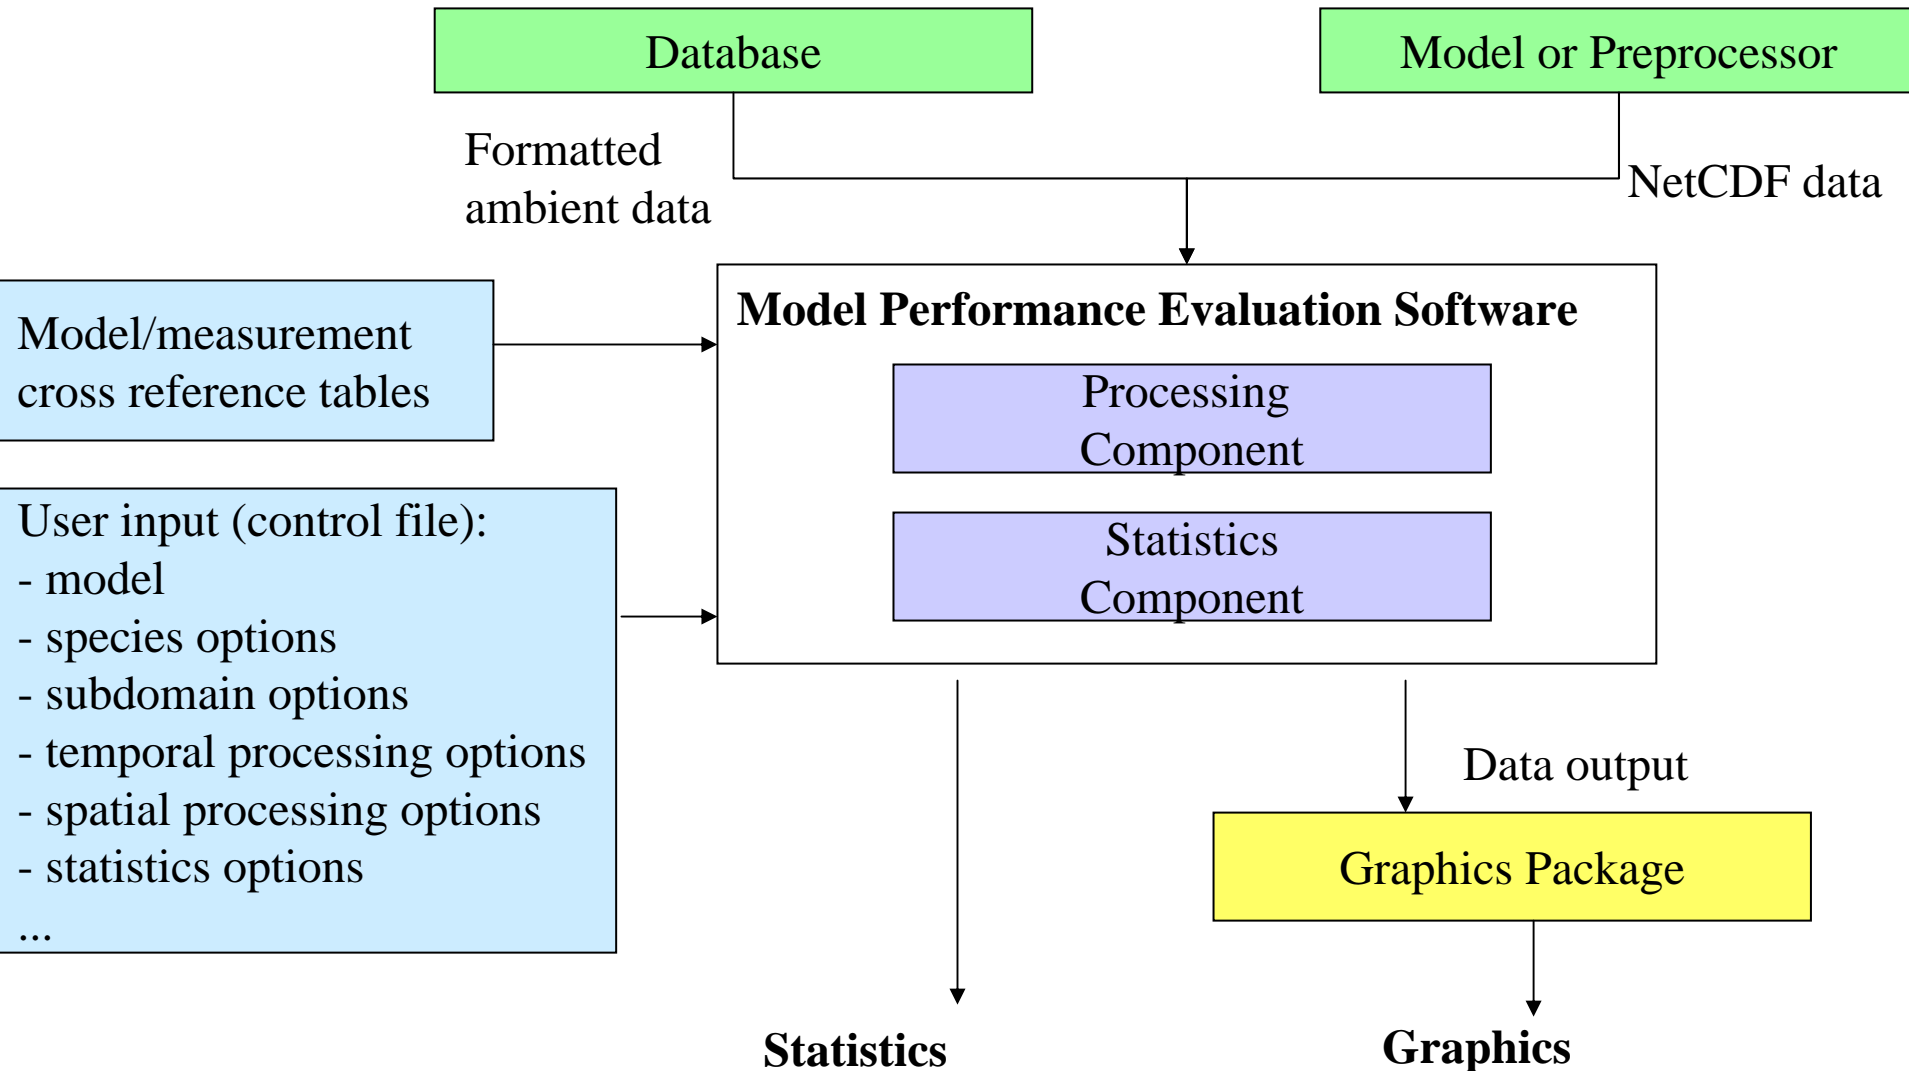 Database
Model or Preprocessor
Formatted
ambient data
NetCDF data
Model/measurement
cross reference tables
Model Performance Evaluation Software
Processing
Component
Statistics
Component
User input (control file):
- model
- species options
- subdomain options
- temporal processing options
- spatial processing options
- statistics options
...
Data output
Graphics Package
Statistics
Graphics